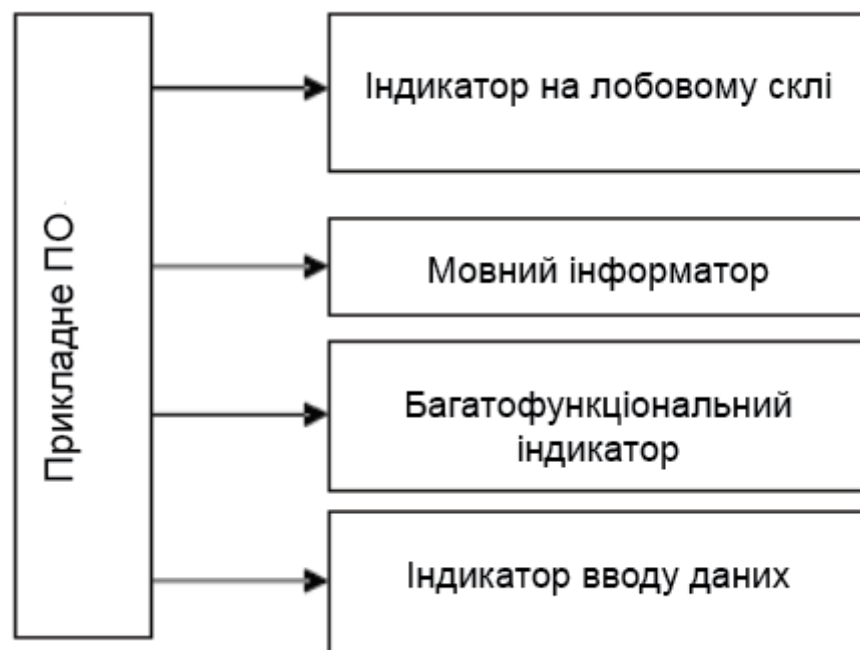 Прикладне ПО
Індикатор на лобовому склі
Мовний інформатор
Багатофункціональний
індикатор
Індикатор вводу даних